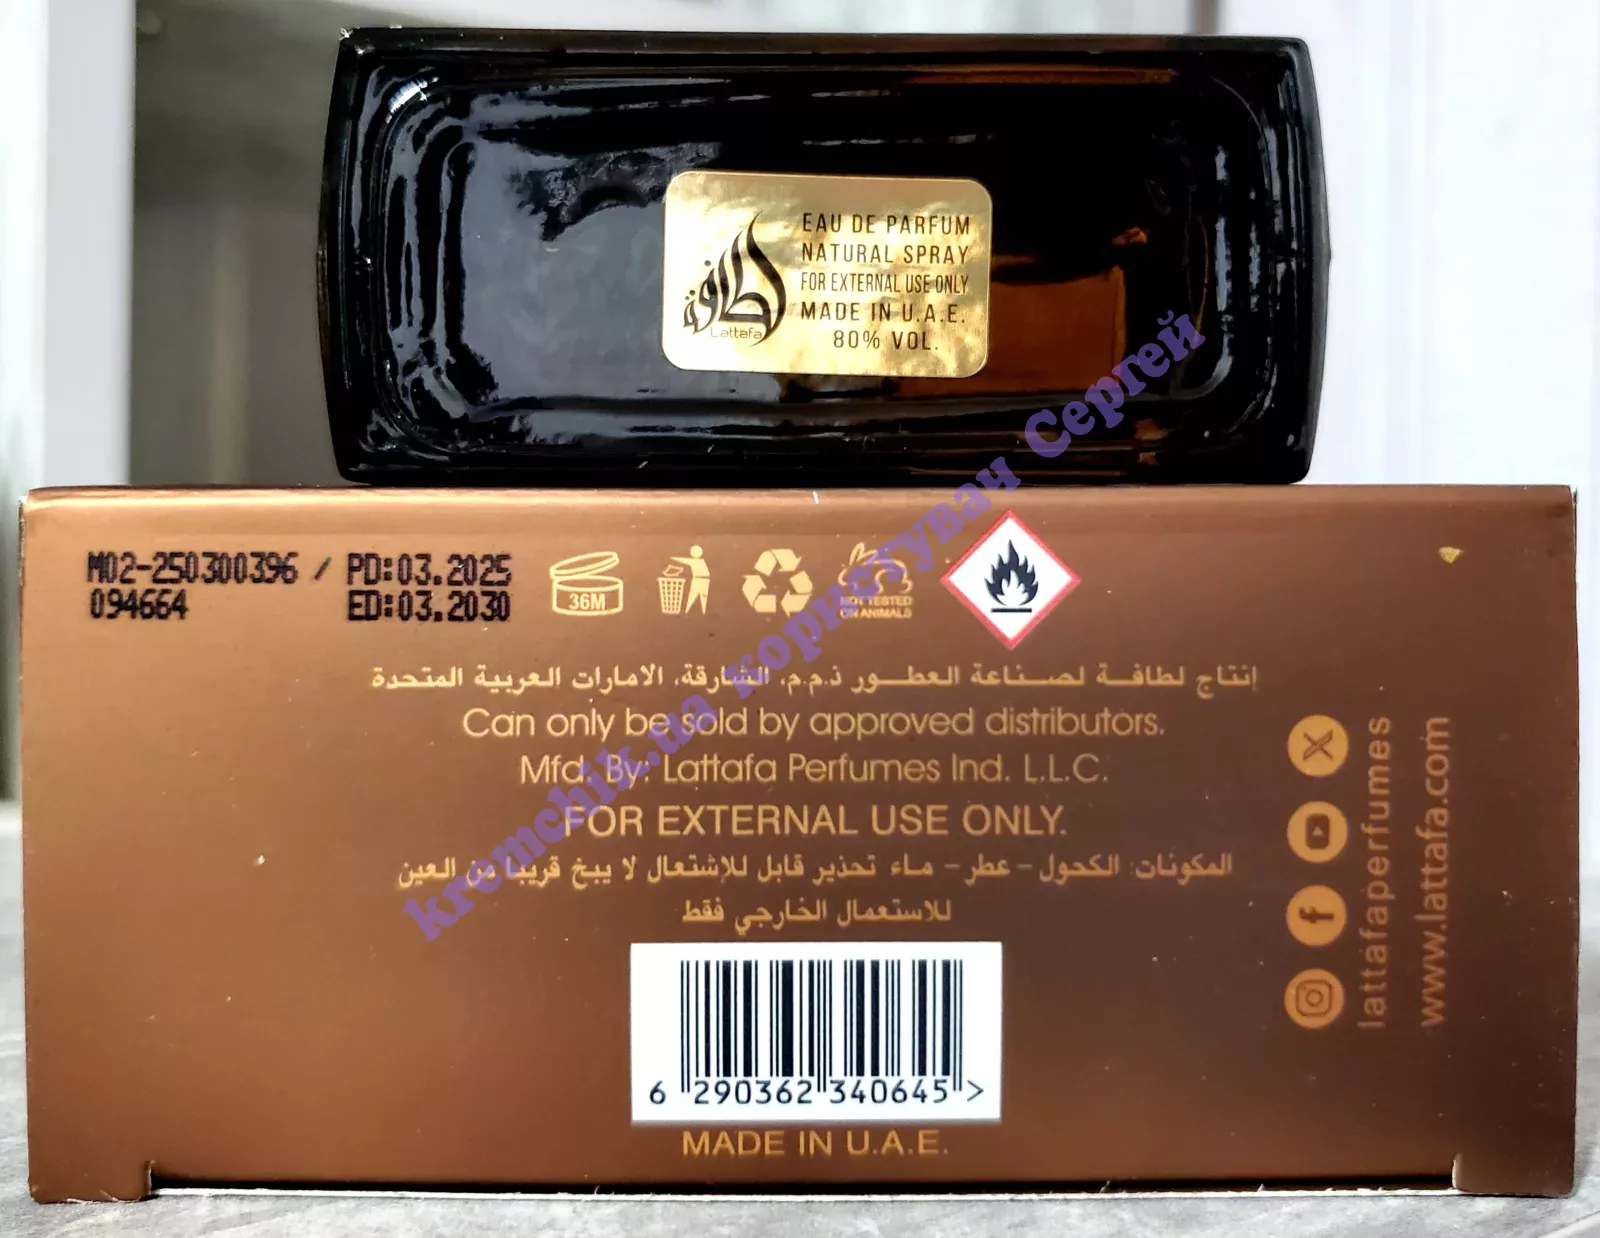 لطافة
Lattafa
EAU DE PARFUM
NATURAL SPRAY
FOR EXTERNAL USE ONLY
MADE IN U.A.E.
80% VOL.
M02-250300396 / PD:03.2025
094664 ED:03.2030
36M
NOT TESTED
ON ANIMALS
إنتاج لطافة لصناعة العطور ذ.م.م، الشارقة، الامارات العربية المتحدة
Can only be sold by approved distributors.
Mfd. By: Lattafa Perfumes Ind. L.L.C.
FOR EXTERNAL USE ONLY.
المكونات: الكحول - عطر - ماء تحذير قابل للإشتعال لا يبخ قريبا من العين
للاستعمال الخارجي فقط
6 290362 340645 >
MADE IN U.A.E.
lattafaperfumes
www.lattafa.com
kremchik.ua користувач Сергей